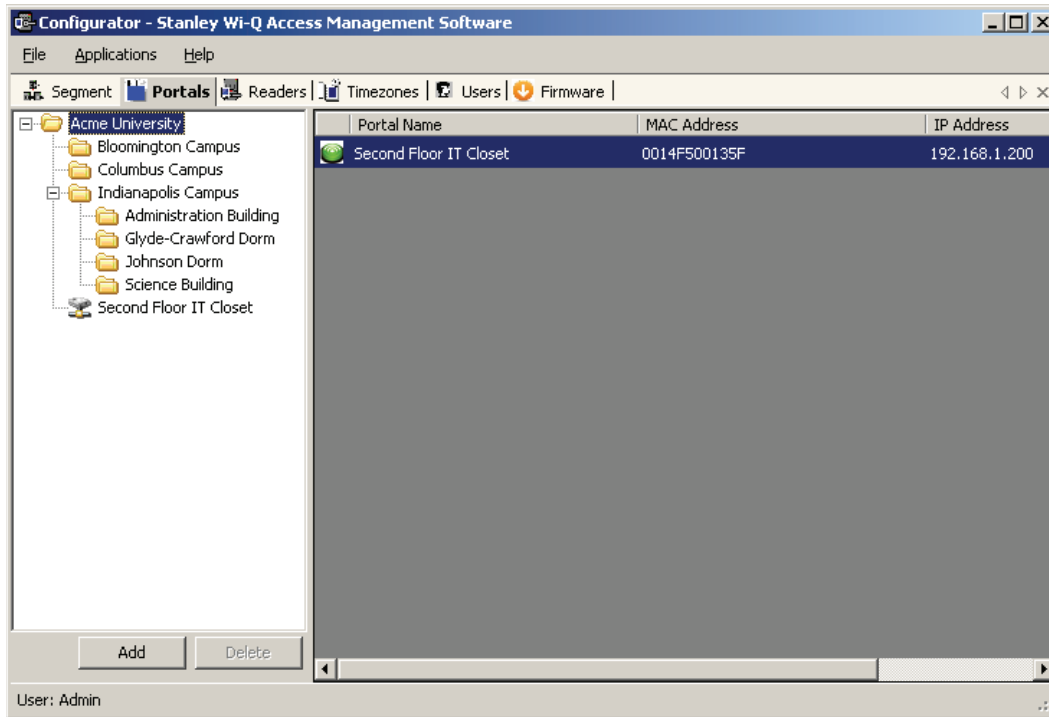 Configurator - Stanley Wi-Q Access Management Software
File Applications Help
Segment Portals Readers Timezones Users Firmware
Acme University
Bloomington Campus
Columbus Campus
Indianapolis Campus
Administration Building
Glyde-Crawford Dorm
Johnson Dorm
Science Building
Second Floor IT Closet
Portal Name MAC Address IP Address
Second Floor IT Closet 0014F500135F 192.168.1.200
Add Delete
User: Admin